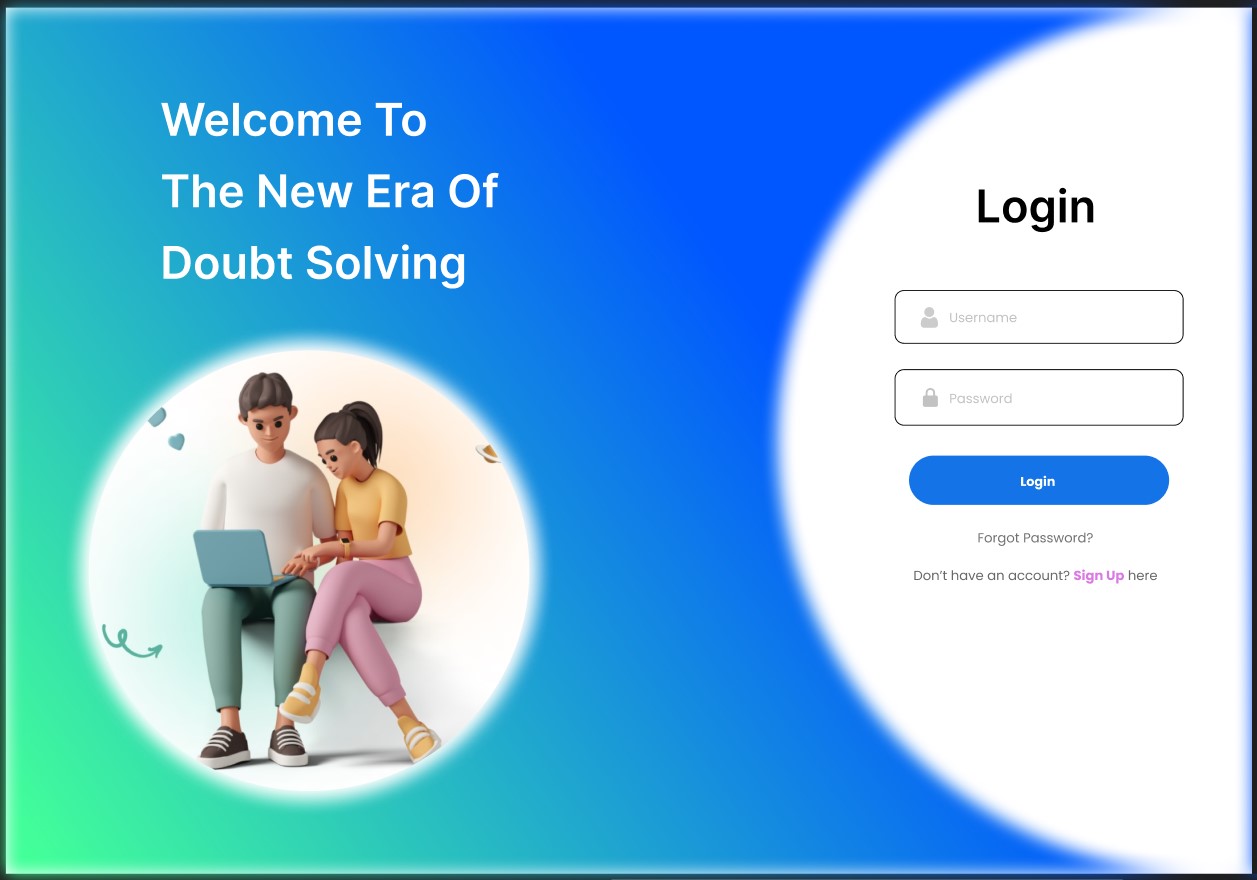 Welcome To
The New Era Of
Doubt Solving
Login
Username
Password
Login
Forgot Password?
Don’t have an account? Sign Up here